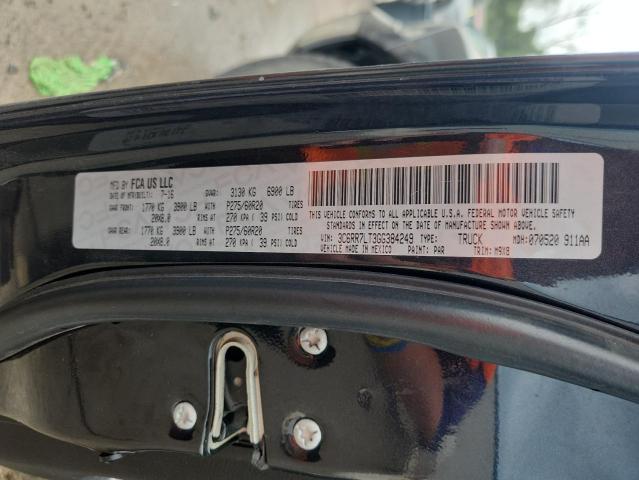 MFD BY FCA US LLC
DATE OF MFR(BUILT): 7-16 GVWR: 3130 KG 6900 LB
GAWR FRONT: 1770 KG 3900 LB WITH P275/60R20 TIRES
20X8.0 RIMS AT 270 KPA( 39 PSI)COLD
GAWR REAR: 1770 KG 3900 LB WITH P275/60R20 TIRES
20X8.0 RIMS AT 270 KPA( 39 PSI)COLD
THIS VEHICLE CONFORMS TO ALL APPLICABLE U.S.A. FEDERAL MOTOR VEHICLE SAFETY
STANDARDS IN EFFECT ON THE DATE OF MANUFACTURE SHOWN ABOVE.
VIN: 3C6RR7LT3GG384249 TYPE: TRUCK MDH: 070520 911AA
VEHICLE MADE IN MEXICO PAINT: PAR TRIM: M9X8